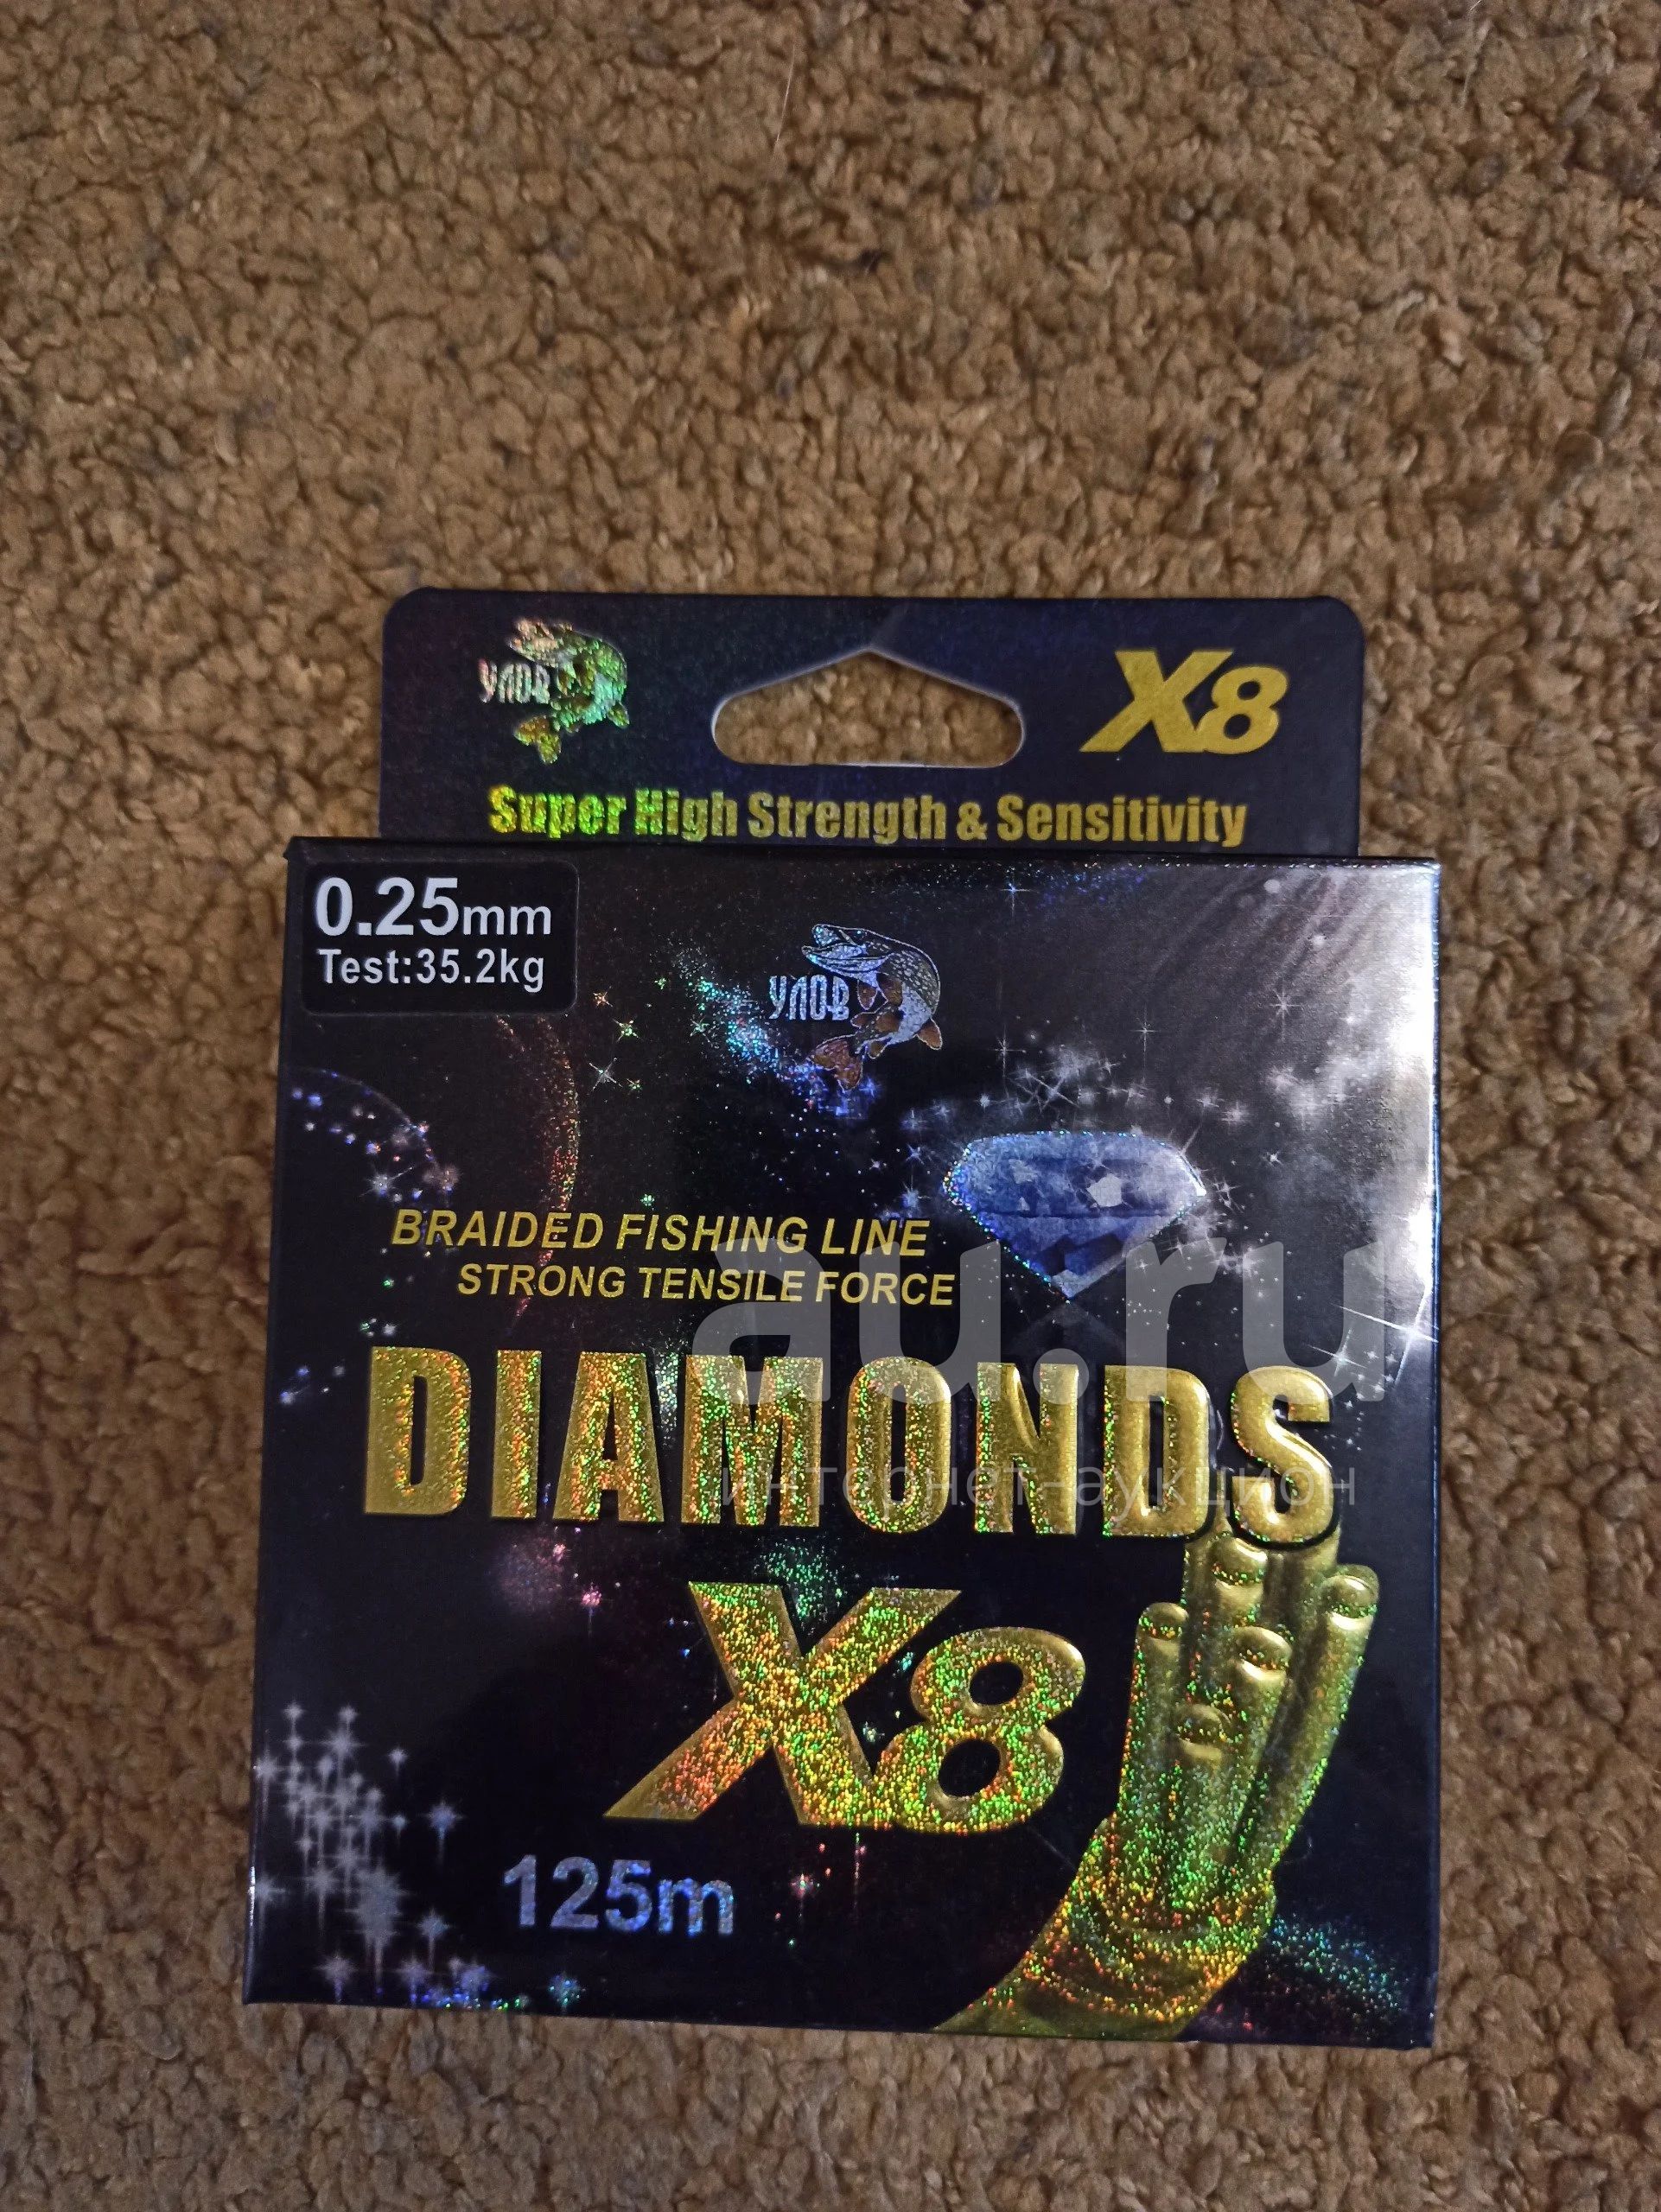 УЛОВ
X8
Super High Strength & Sensitivity
0.25mm
Test:35.2kg
УЛОВ
BRAIDED FISHING LINE
STRONG TENSILE FORCE
au.ru
DIAMONDS
интернет-аукцион
X8
125m